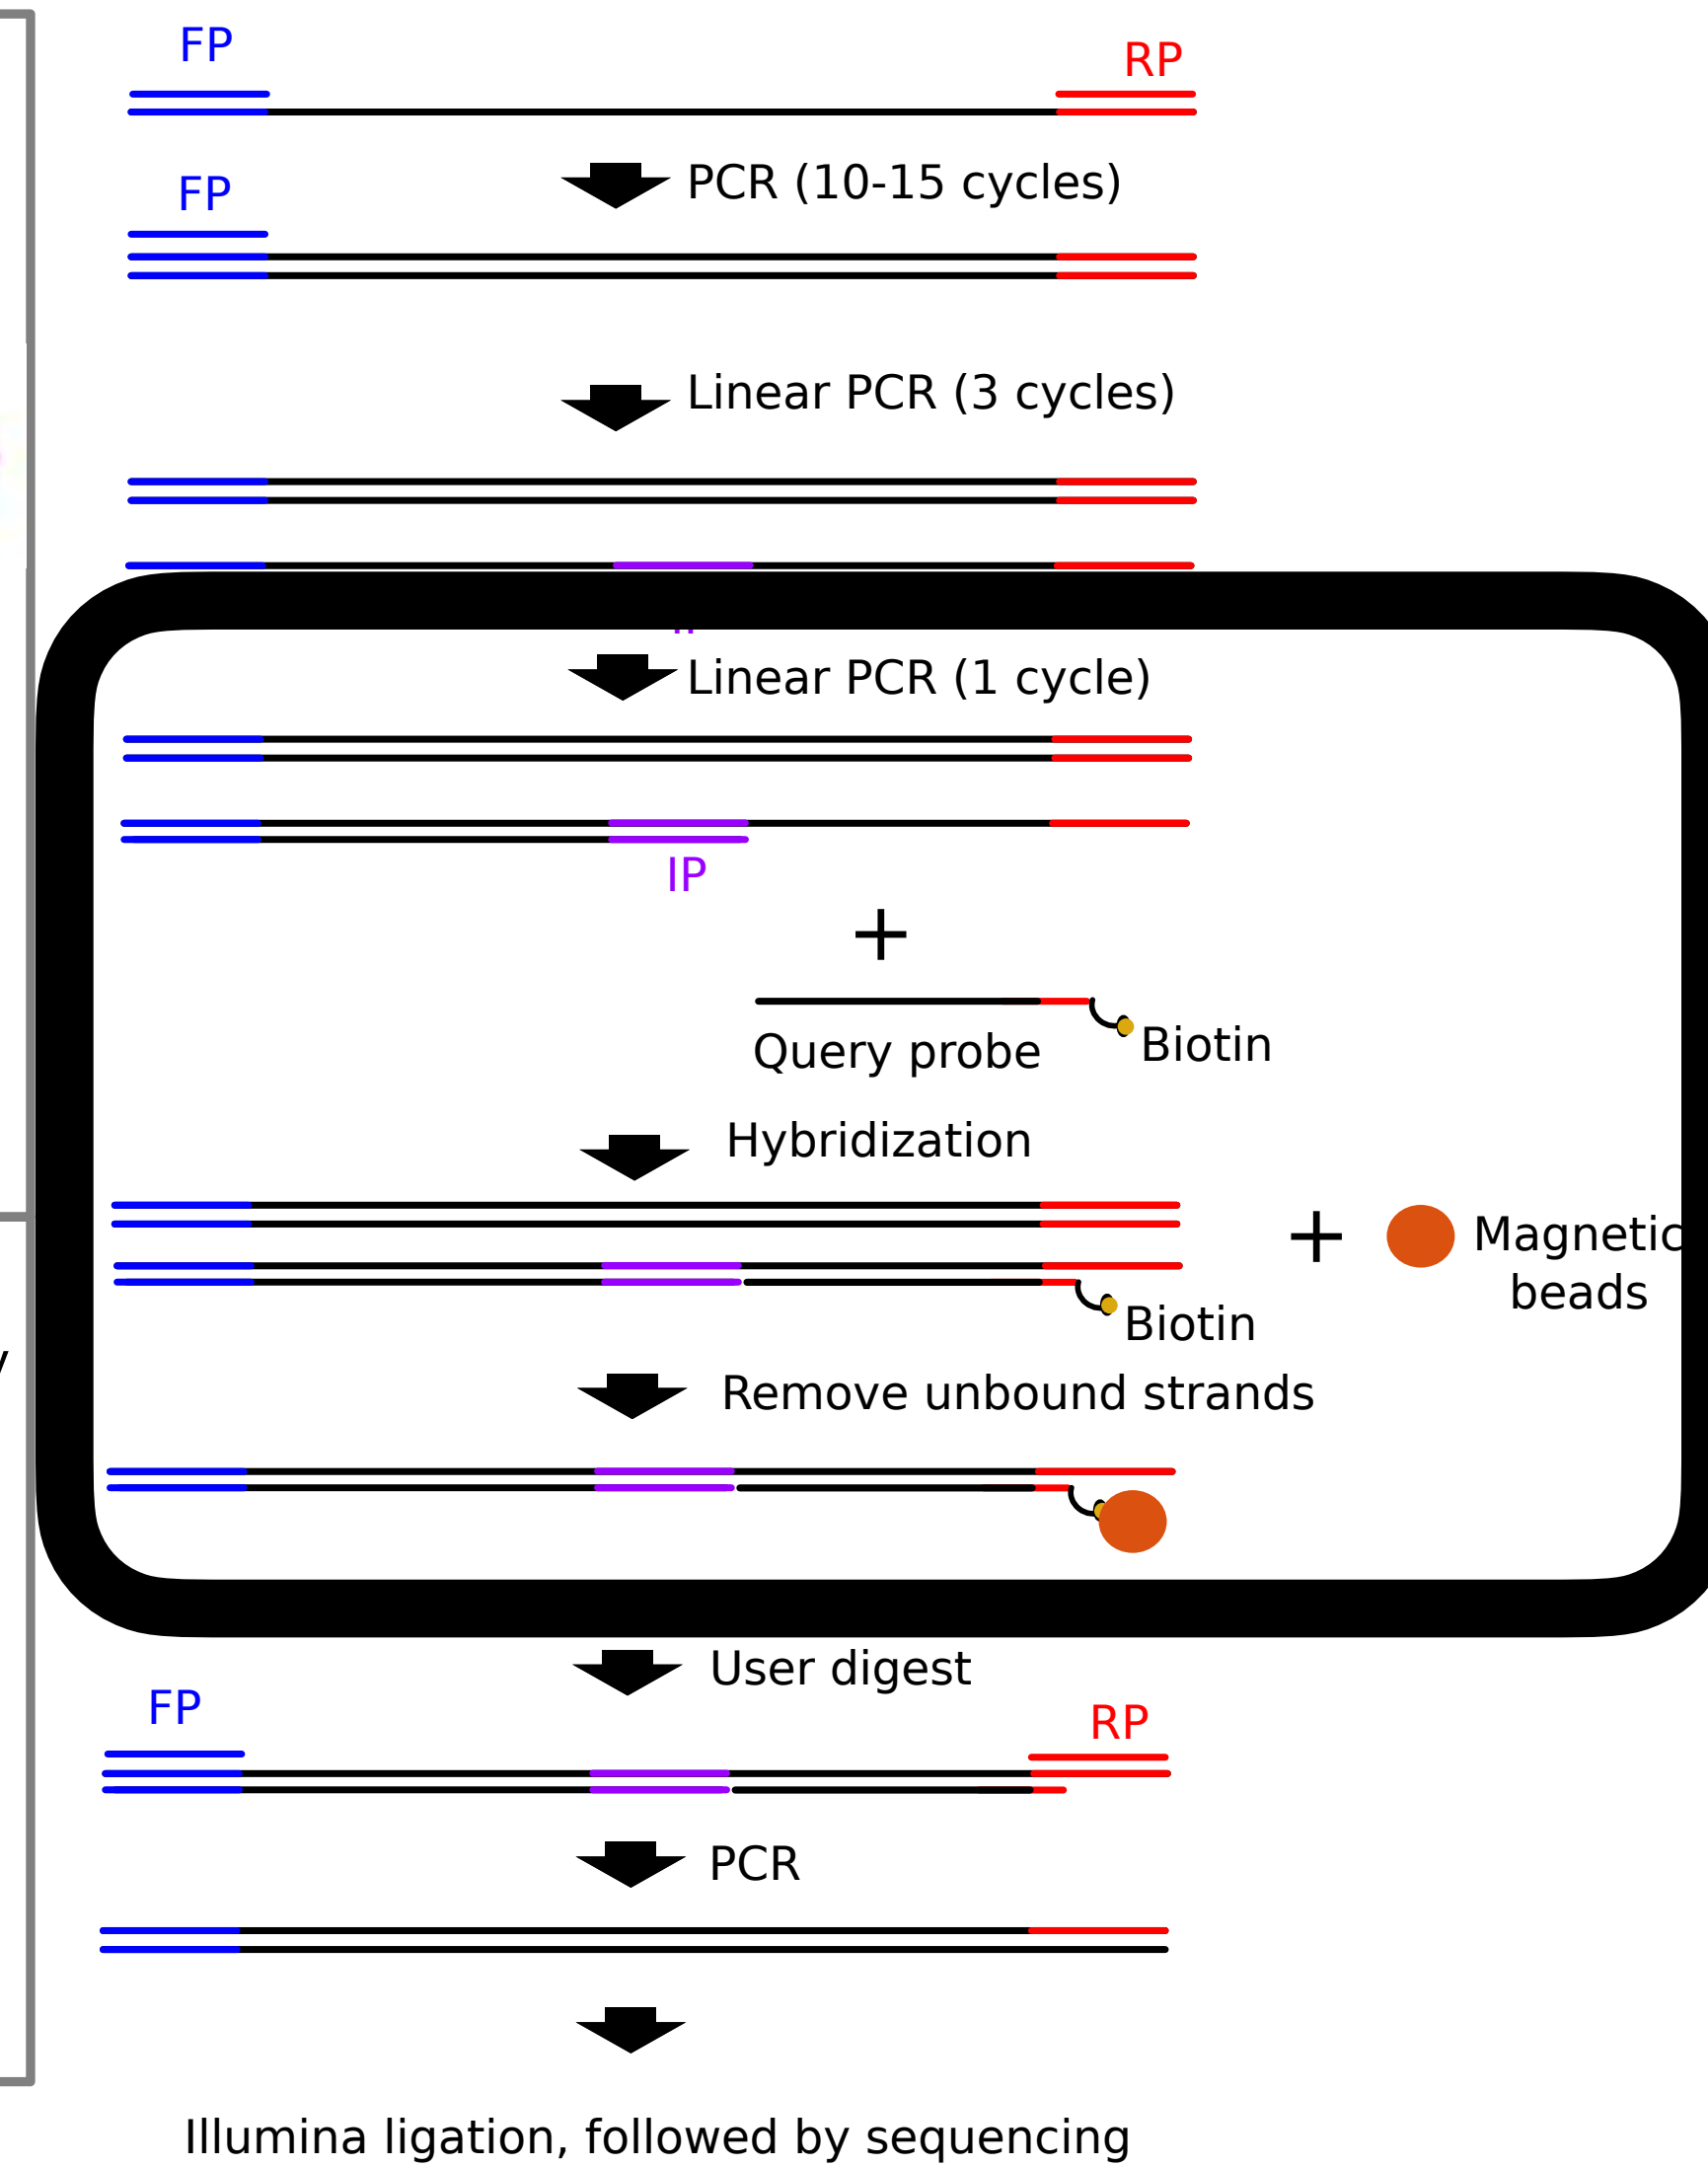 FP
RP
PCR (10-15 cycles)
FP
Linear PCR (3 cycles)
Linear PCR (1 cycle)
IP
+
Query probe
Biotin
Hybridization
+
Magnetic
beads
Biotin
Remove unbound strands
User digest
FP
RP
PCR
Illumina ligation, followed by sequencing